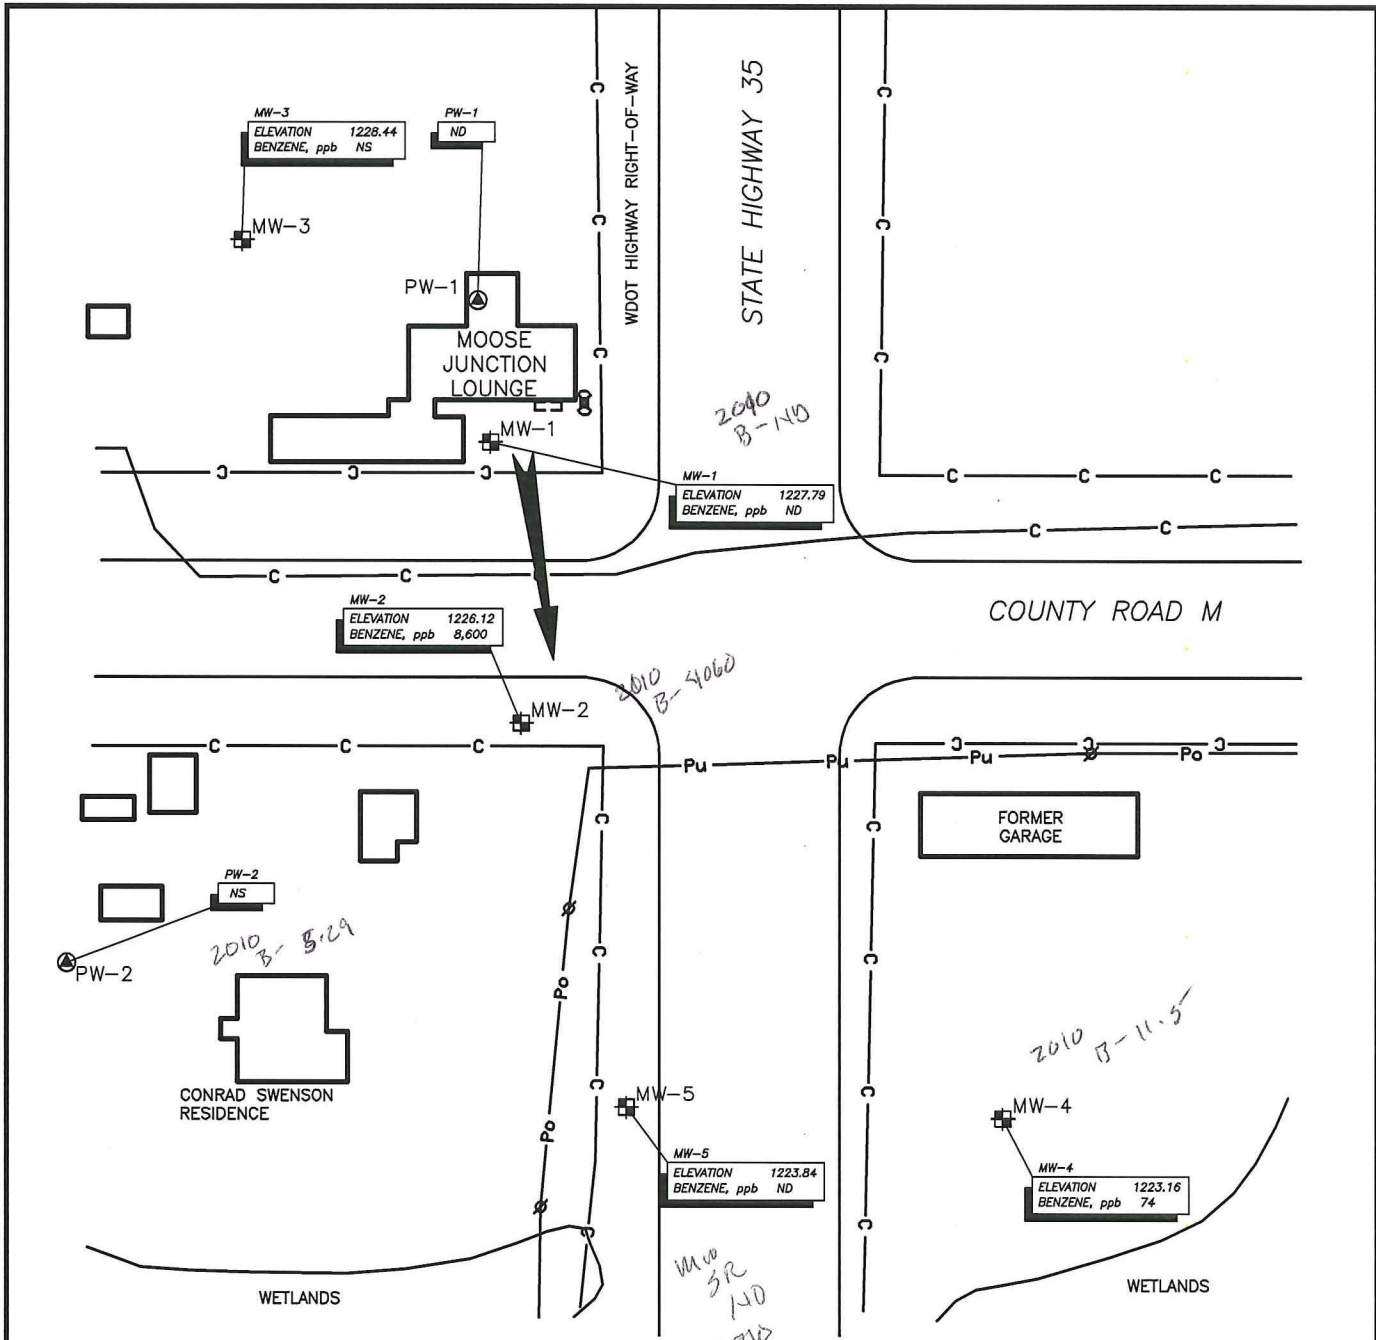 MW-3
ELEVATION 1228.44
BENZENE, ppb NS
PW-1
ND
WDOT HIGHWAY RIGHT-OF-WAY
STATE HIGHWAY 35
MW-3
PW-1
MOOSE
JUNCTION
LOUNGE
MW-1
2010
B-ND
MW-1
ELEVATION 1227.79
BENZENE, ppb ND
C C C
C C C
C C
C C
MW-2
ELEVATION 1226.12
BENZENE, ppb 8,600
COUNTY ROAD M
2010
B-4060
MW-2
C C C
C C C
Pu Pu Pu Po
FORMER
GARAGE
PW-2
NS
PW-2
2010
B-
Po
Po
CONRAD SWENSON
RESIDENCE
2010
B-11.5
MW-5
MW-4
MW-5
ELEVATION 1223.84
BENZENE, ppb ND
MW-4
ELEVATION 1223.16
BENZENE, ppb 74
WETLANDS
WETLANDS
MW
5R
ND